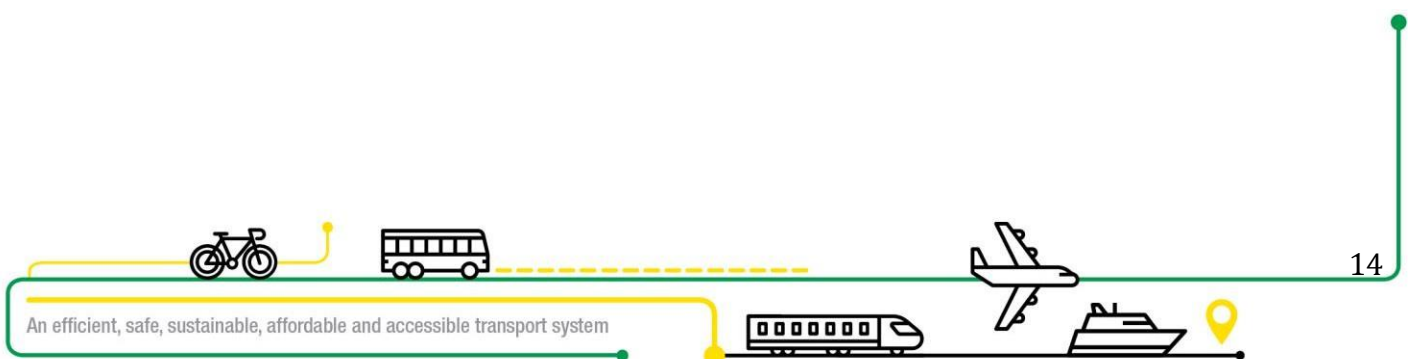 14
An efficient, safe, sustainable, affordable and accessible transport system